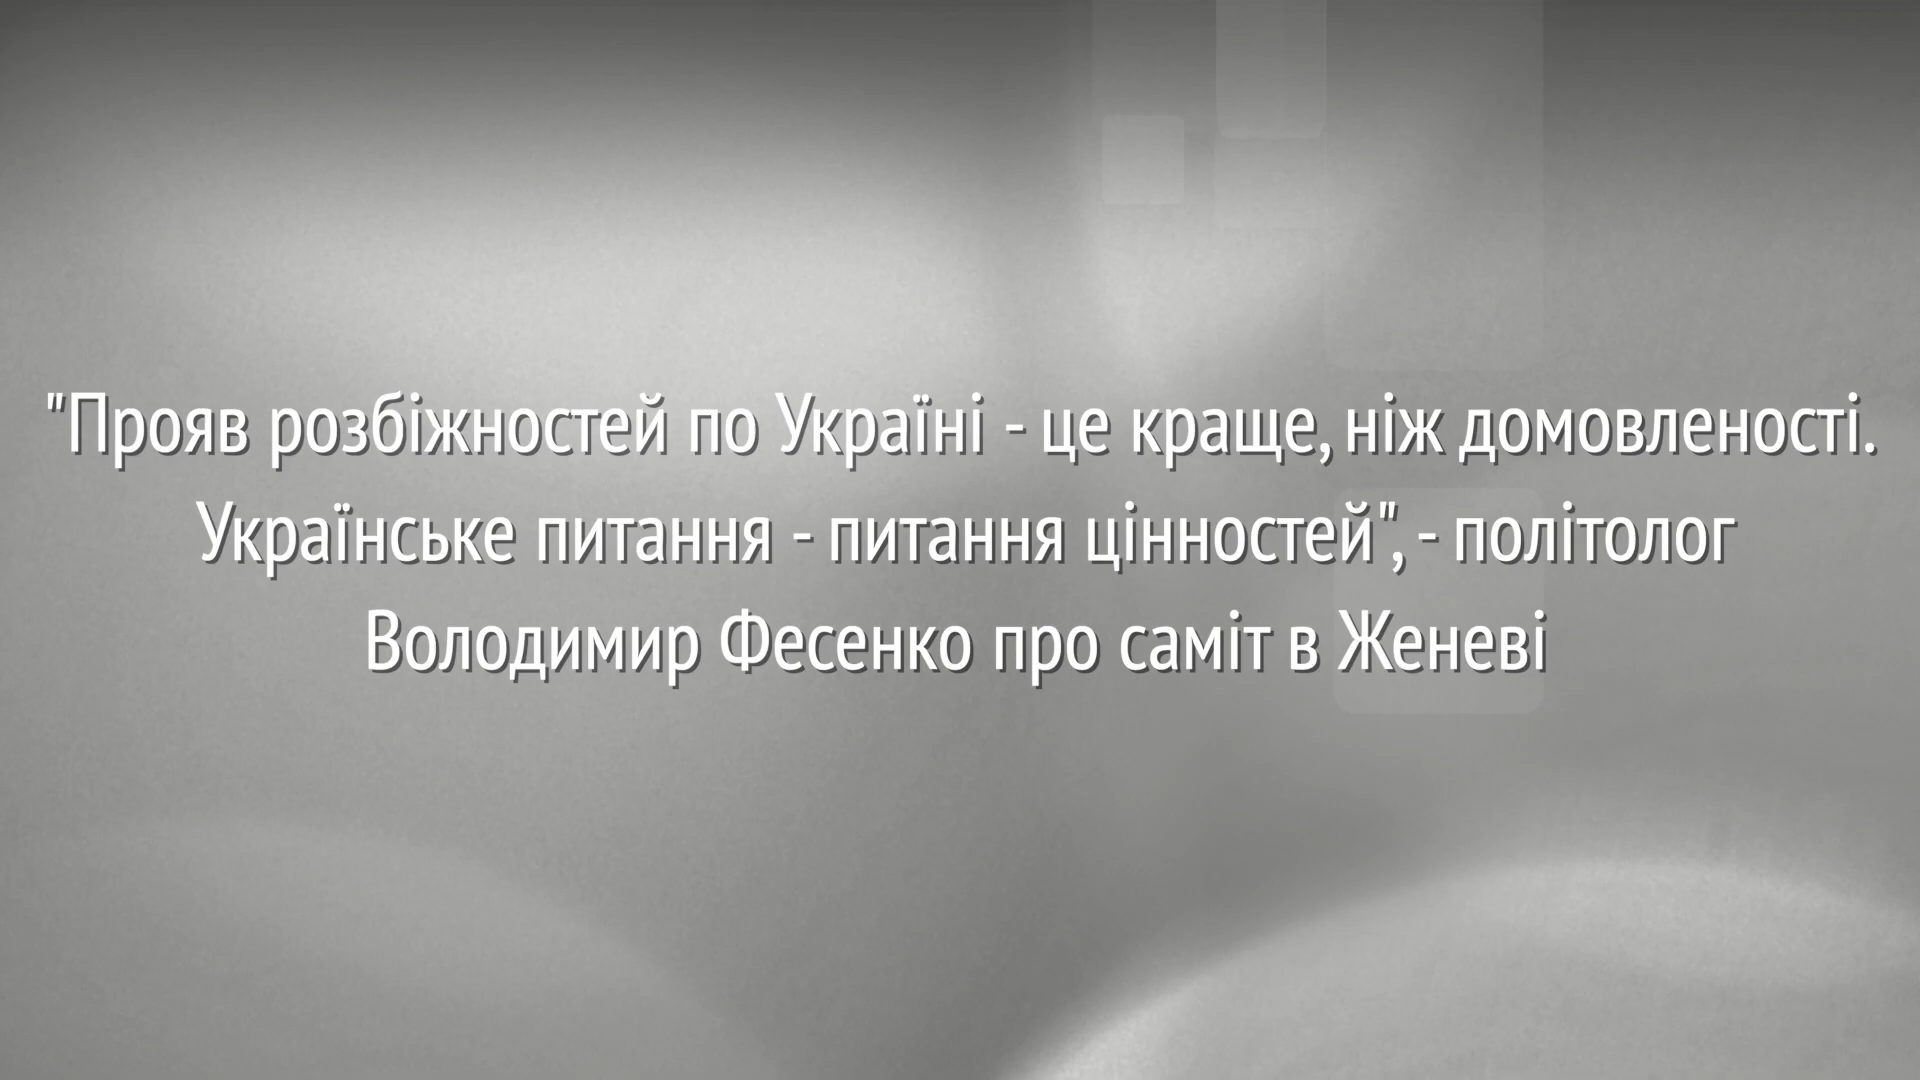 "Прояв розбіжностей по Україні - це краще, ніж домовленості.
Українське питання - питання цінностей", - політолог
Володимир Фесенко про саміт в Женеві